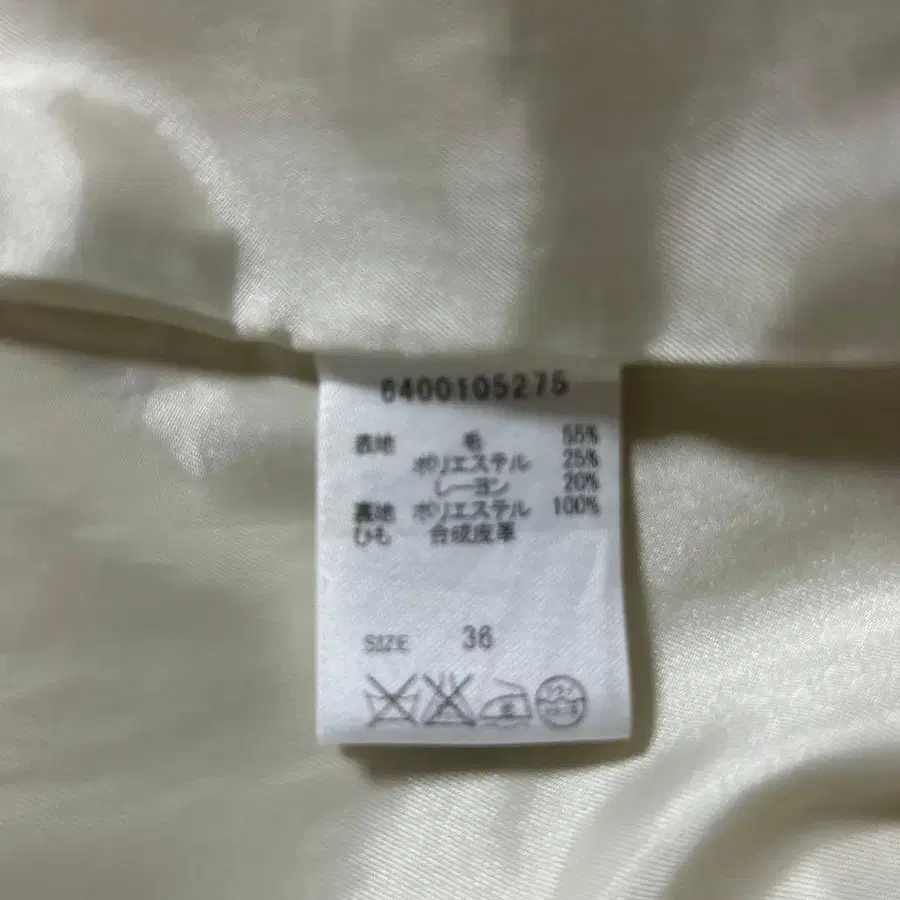 6400105275
表地 毛 55%
ポリエステル 25%
レーヨン 20%
裏地 ポリエステル 100%
ひも 合成皮革
SIZE 36